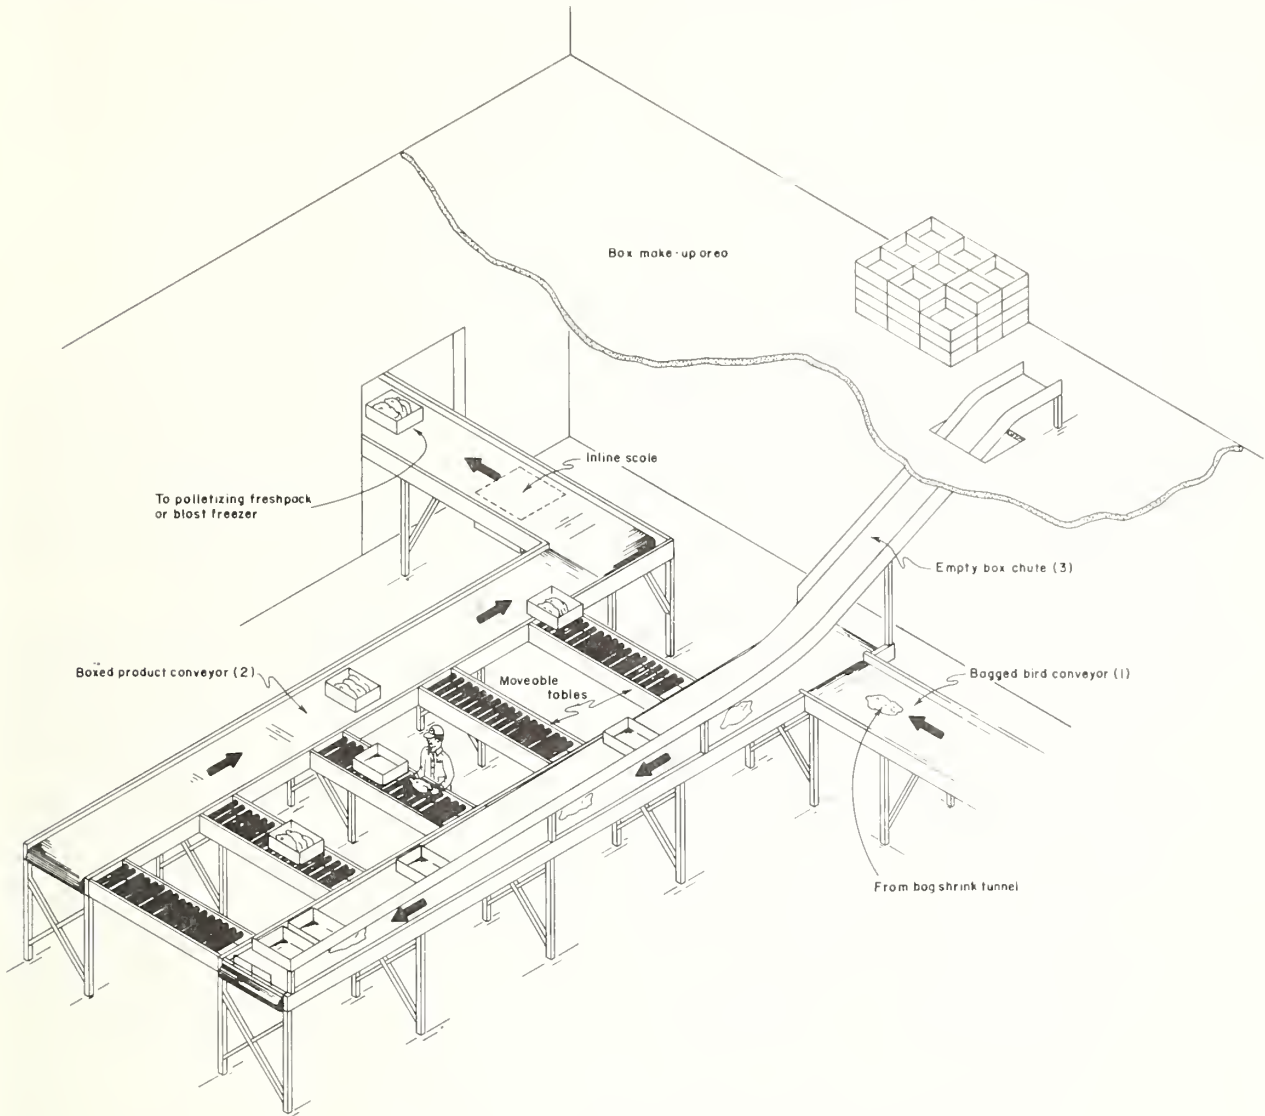 Box make-up area
Inline scale
To palletizing freshpack
or blast freezer
Empty box chute (3)
Boxed product conveyor (2)
Moveable
tables
Bagged bird conveyor (1)
From bag shrink tunnel